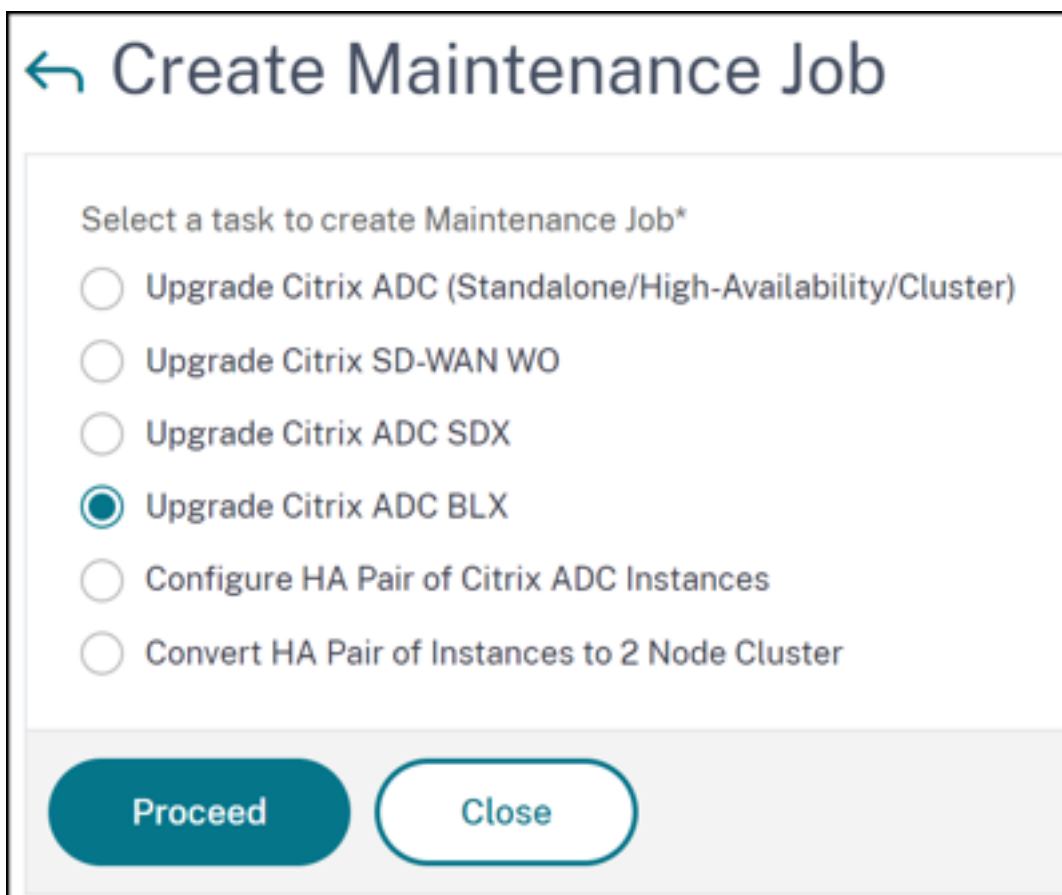 Create Maintenance Job
Select a task to create Maintenance Job*
Upgrade Citrix ADC (Standalone/High-Availability/Cluster)
Upgrade Citrix SD-WAN WO
Upgrade Citrix ADC SDX
Upgrade Citrix ADC BLX
Configure HA Pair of Citrix ADC Instances
Convert HA Pair of Instances to 2 Node Cluster
Proceed
Close